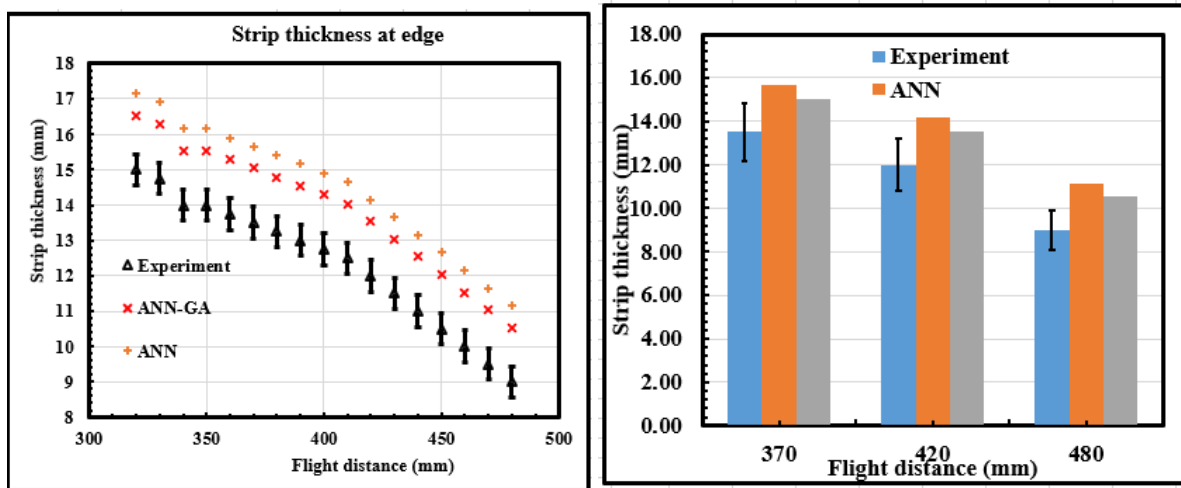 Strip thickness at edge
Strip thickness (mm)
18
17
16
15
14
13
12
11
10
9
8
Experiment
ANN-GA
ANN
300
350
400
450
500
Flight distance (mm)
Strip thickness (mm)
18.00
16.00
14.00
12.00
10.00
8.00
6.00
4.00
2.00
0.00
Experiment
ANN
370
420
480
Flight distance (mm)